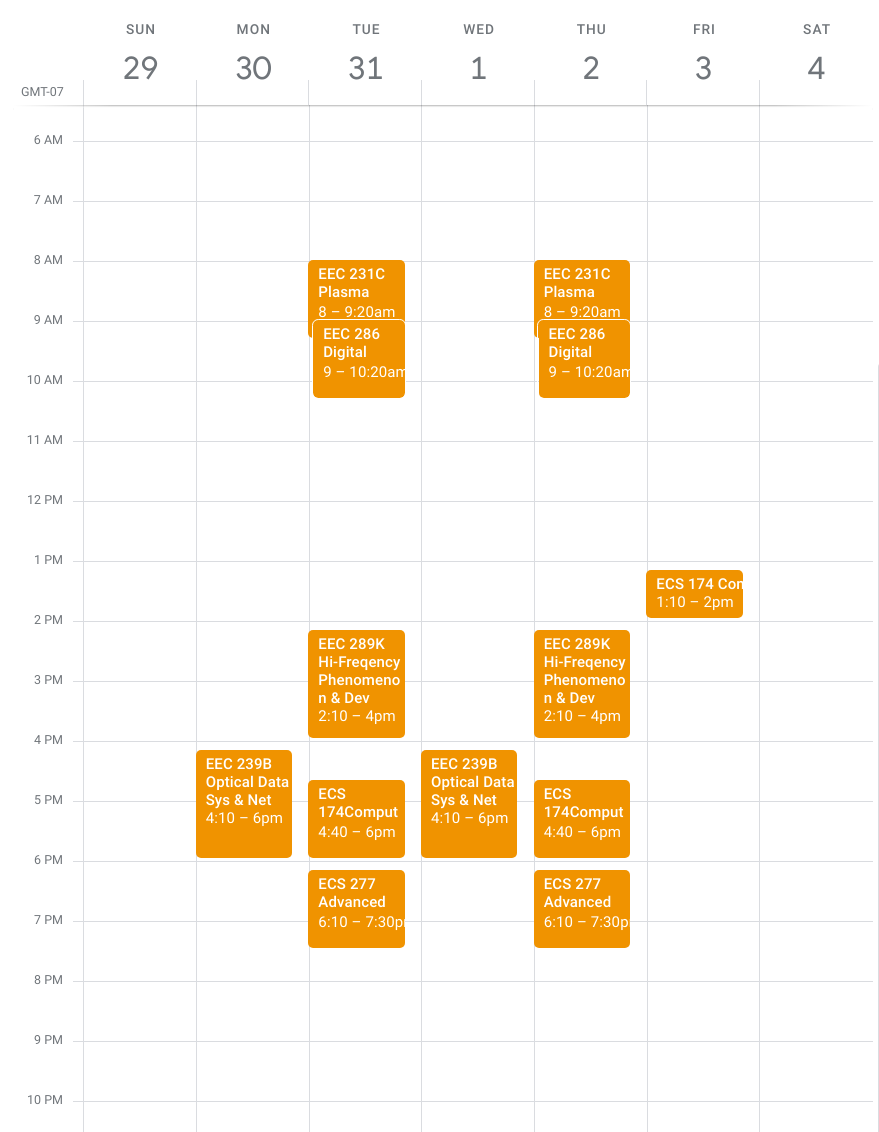 SUN MON TUE WED THU FRI SAT
29 30 31 1 2 3 4
GMT-07
6 AM
7 AM
8 AM
9 AM
10 AM
11 AM
12 PM
1 PM
2 PM
3 PM
4 PM
5 PM
6 PM
7 PM
8 PM
9 PM
10 PM
EEC 239B
Optical Data
Sys & Net
4:10 – 6pm
EEC 231C
Plasma
8 – 9:20am
EEC 286
Digital
9 – 10:20am
EEC 289K
Hi-Freqency
Phenomeno
n & Dev
2:10 – 4pm
ECS
174Comput
4:40 – 6pm
ECS 277
Advanced
6:10 – 7:30p
EEC 239B
Optical Data
Sys & Net
4:10 – 6pm
EEC 231C
Plasma
8 – 9:20am
EEC 286
Digital
9 – 10:20am
EEC 289K
Hi-Freqency
Phenomeno
n & Dev
2:10 – 4pm
ECS
174Comput
4:40 – 6pm
ECS 277
Advanced
6:10 – 7:30p
ECS 174 Com
1:10 – 2pm